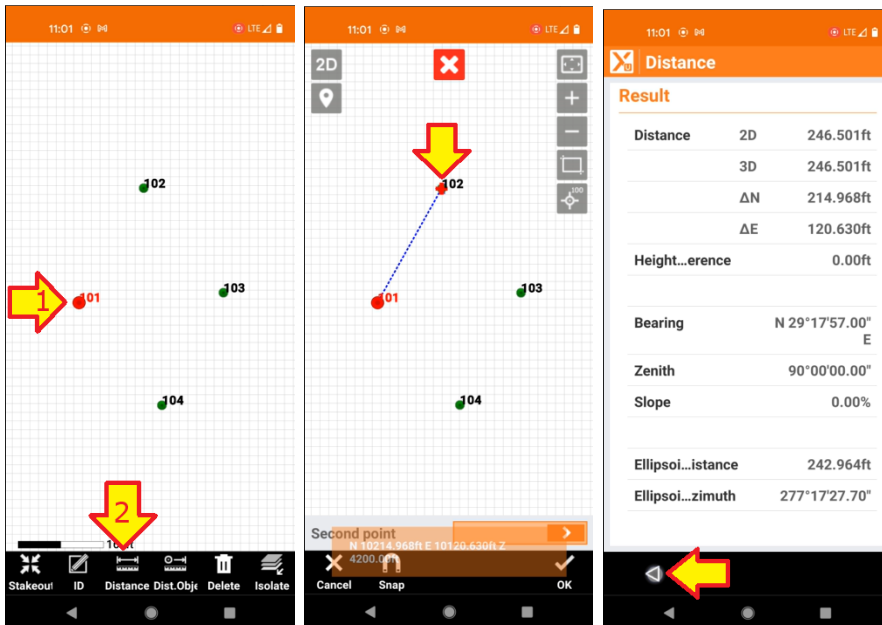 11:01 LTE
102
1 101
103
104
2
Stakeout ID Distance Dist.Obje Delete Isolate
11:01 LTE
2D
100
102
101
103
104
Second point
N 10214.968ft E 10120.630ft Z
4200.00ft
Cancel Snap OK
11:01 LTE
Distance
Result
Distance 2D 246.501ft
3D 246.501ft
ΔN 214.968ft
ΔE 120.630ft
Height...erence 0.00ft
Bearing N 29°17'57.00"
E
Zenith 90°00'00.00"
Slope 0.00%
Ellipsoi...istance 242.964ft
Ellipsoi...zimuth 277°17'27.70"